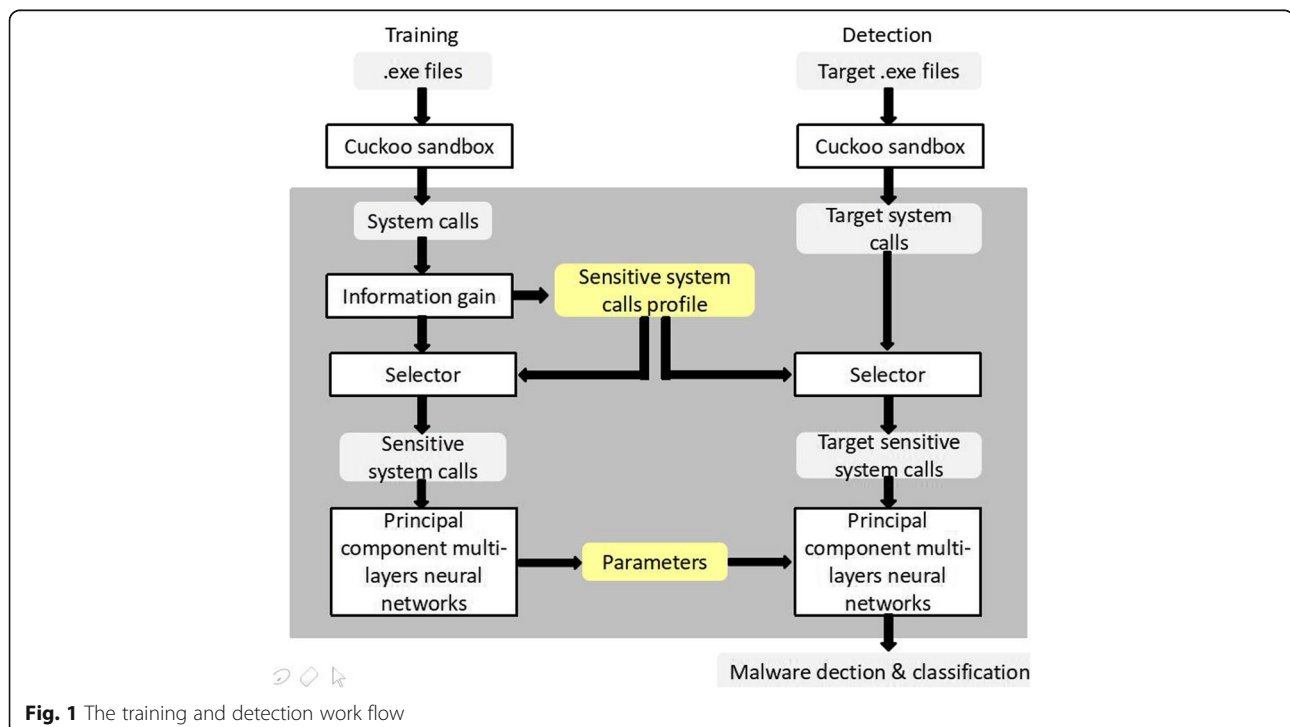 Training
.exe files
Cuckoo sandbox
System calls
Information gain
Sensitive system
calls profile
Selector
Sensitive
system calls
Principal
component multi-
layers neural
networks
Parameters
Detection
Target .exe files
Cuckoo sandbox
Target system
calls
Selector
Target sensitive
system calls
Principal
component multi-
layers neural
networks
Malware dection & classification
Fig. 1 The training and detection work flow